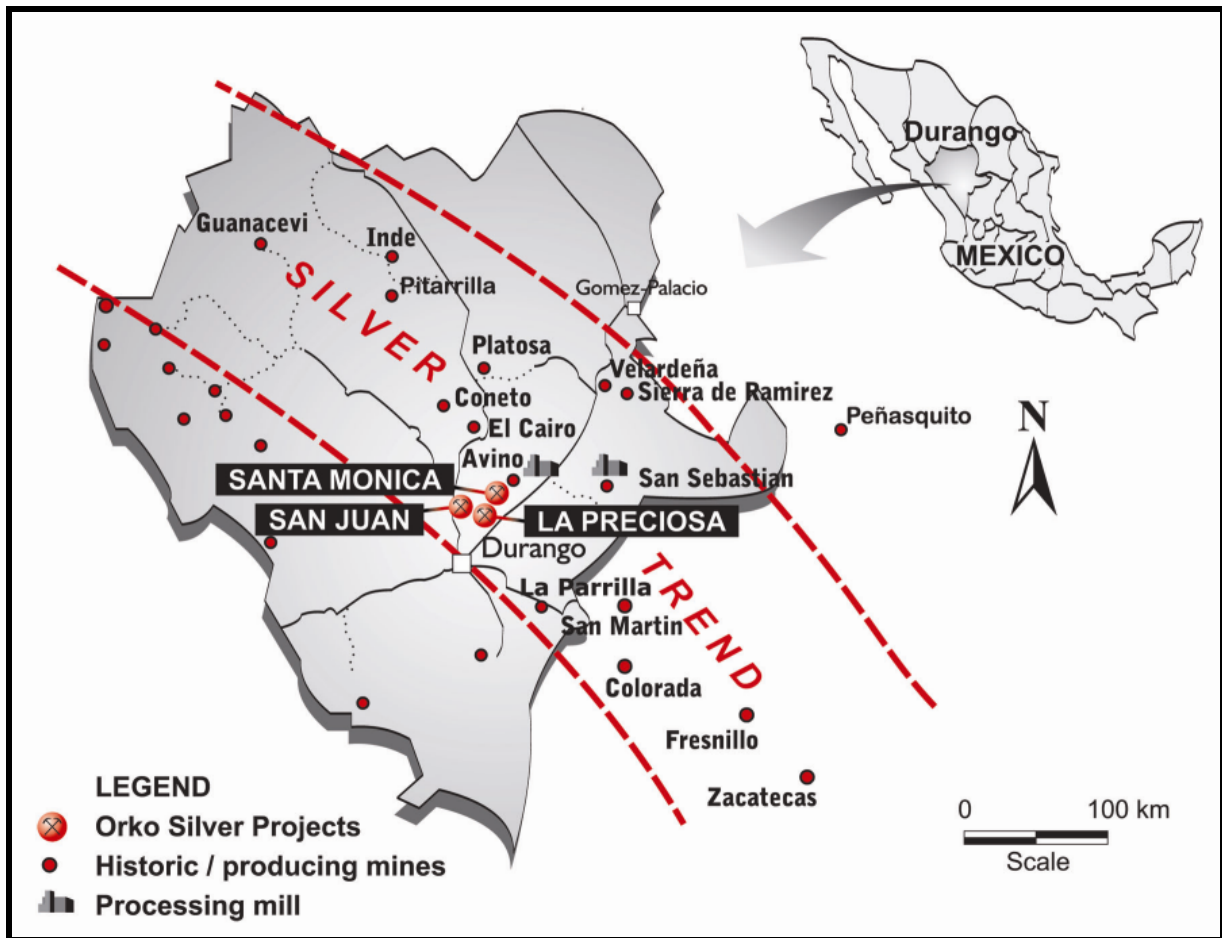 Durango
MEXICO
Guanacevi
Inde
Pitarrilla
Gomez-Palacio
SILVER
Platosa
Velardeña
Sierra de Ramirez
Coneto
Peñasquito
El Cairo
N
Avino
San Sebastian
SANTA MONICA
SAN JUAN
LA PRECIOSA
Durango
TREND
La Parrilla
San Martin
Colorada
Fresnillo
Zacatecas
LEGEND
Orko Silver Projects
Historic / producing mines
Processing mill
0 100 km
Scale